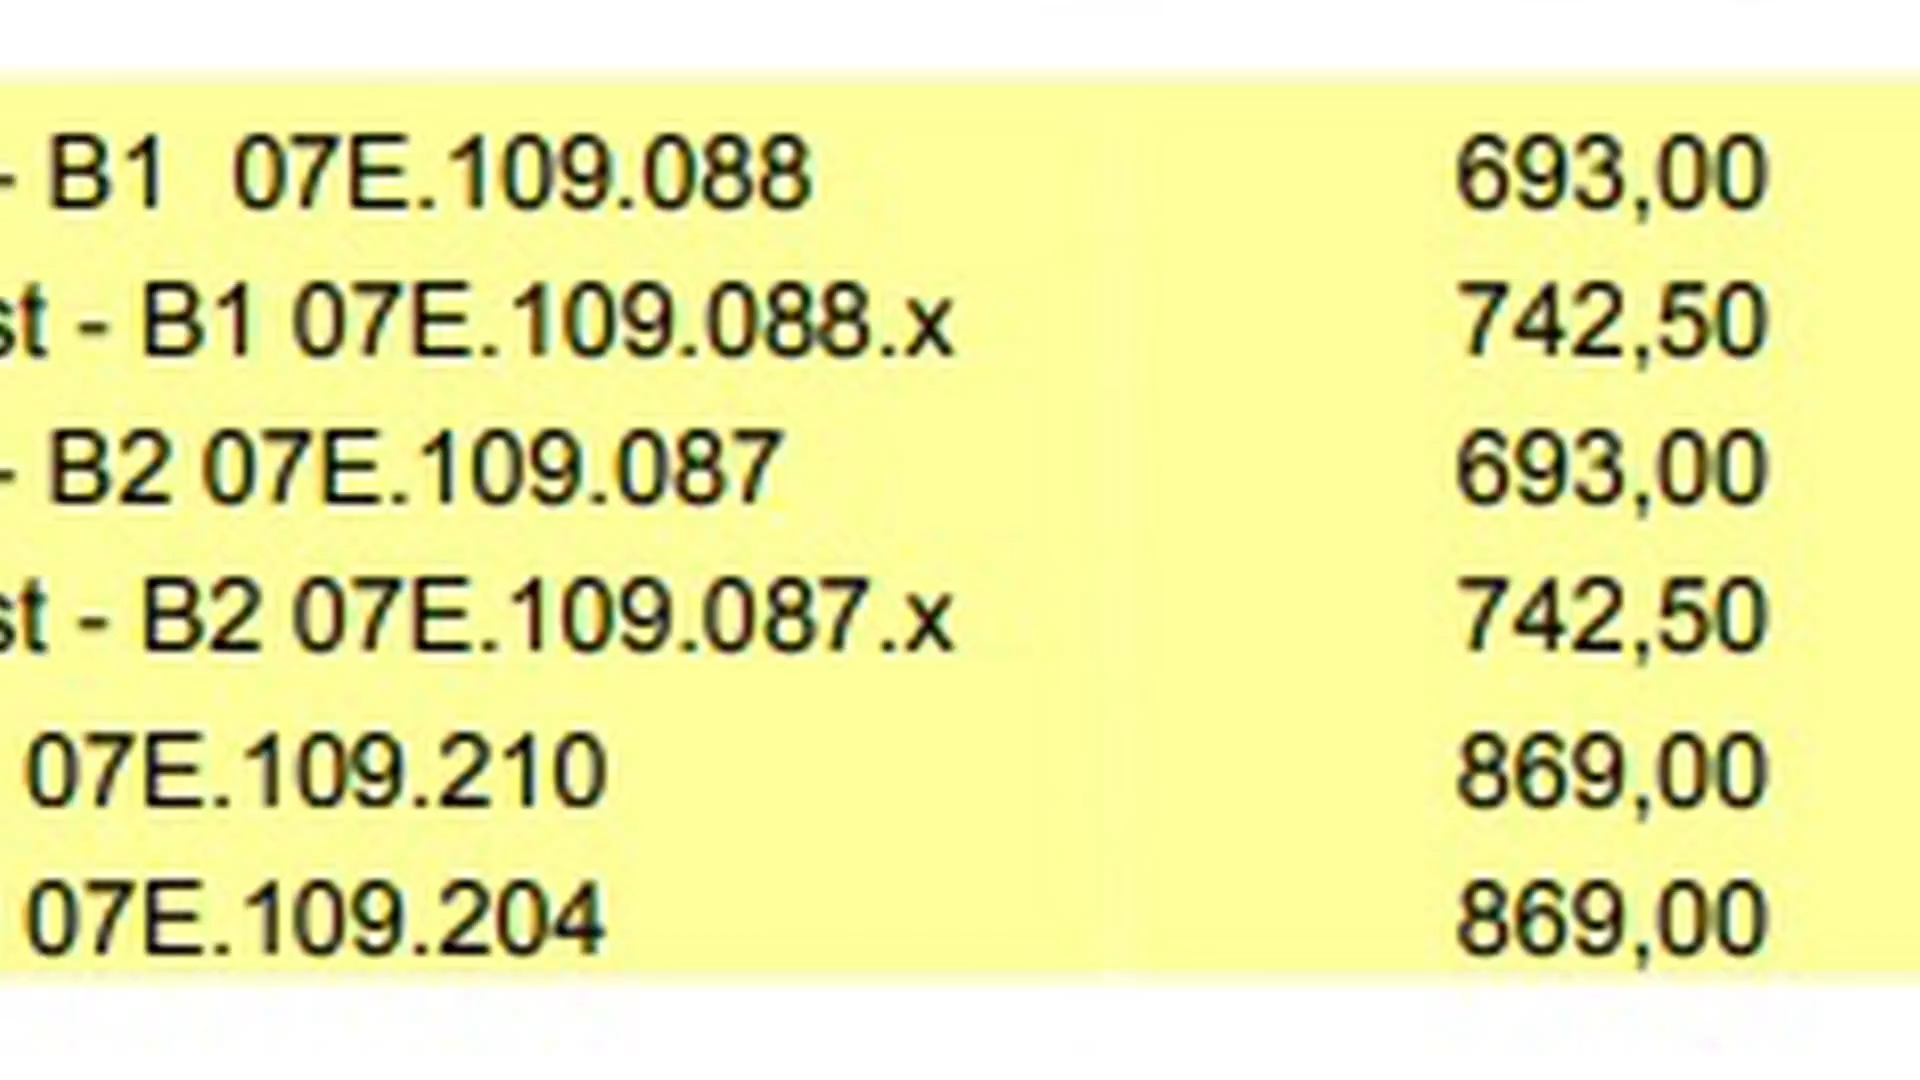 - B1 07E.109.088 693,00
st - B1 07E.109.088.x 742,50
- B2 07E.109.087 693,00
st - B2 07E.109.087.x 742,50
07E.109.210 869,00
07E.109.204 869,00